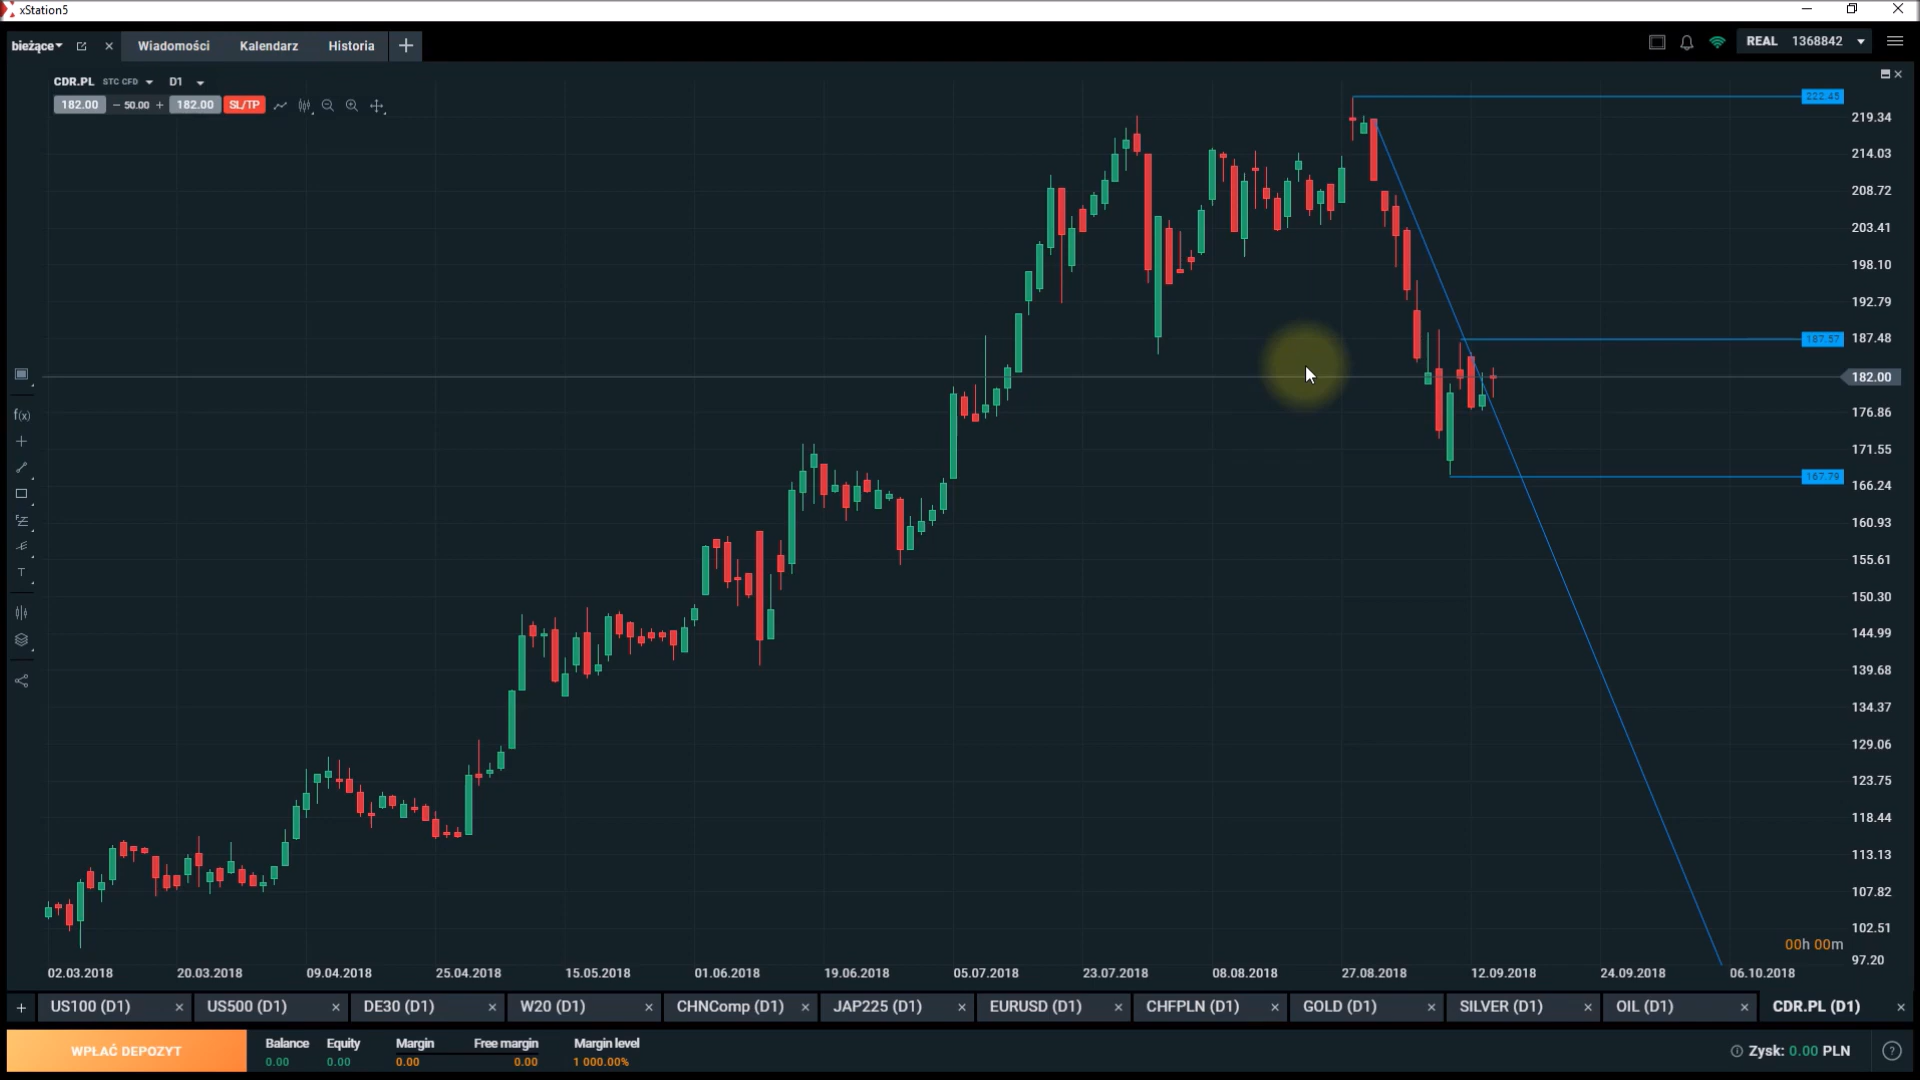 xStation5
bieżące Wiadomości Kalendarz Historia REAL 1368842
CDR.PL STC CFD D1
182.00 − 50.00 + 182.00 SL/TP
222.45
219.34
214.03
208.72
203.41
198.10
192.79
187.48
187.57
182.00
176.86
171.55
167.79
166.24
160.93
155.61
150.30
144.99
139.68
134.37
129.06
123.75
118.44
113.13
107.82
102.51
97.20
f(x)
T
00h 00m
02.03.2018 20.03.2018 09.04.2018 25.04.2018 15.05.2018 01.06.2018 19.06.2018 05.07.2018 23.07.2018 08.08.2018 27.08.2018 12.09.2018 24.09.2018 06.10.2018
US100 (D1) US500 (D1) DE30 (D1) W20 (D1) CHNComp (D1) JAP225 (D1) EURUSD (D1) CHFPLN (D1) GOLD (D1) SILVER (D1) OIL (D1) CDR.PL (D1)
WPŁAĆ DEPOZYT
Balance Equity Margin Free margin Margin level
0.00 0.00 0.00 0.00 1 000.00%
Zysk: 0.00 PLN